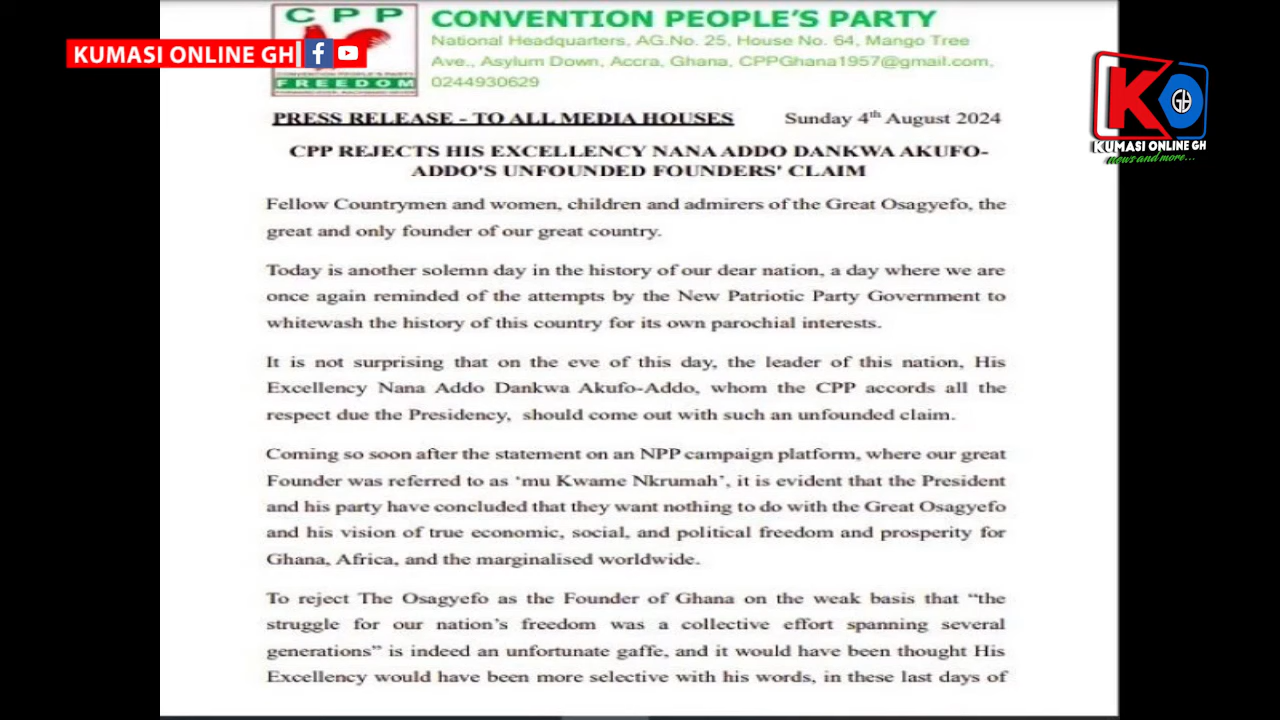 CPP
CONVENTION PEOPLE'S PARTY
FREEDOM
KUMASI ONLINE GH
CONVENTION PEOPLE'S PARTY
National Headquarters, AG.No. 25, House No. 64, Mango Tree
Ave., Asylum Down, Accra, Ghana, CPPGhana1957@gmail.com,
0244930629
KO GH
KUMASI ONLINE GH
news and more...
PRESS RELEASE - TO ALL MEDIA HOUSES Sunday 4th August 2024
CPP REJECTS HIS EXCELLENCY NANA ADDO DANKWA AKUFO-
ADDO'S UNFOUNDED FOUNDERS' CLAIM
Fellow Countrymen and women, children and admirers of the Great Osagyefo, the
great and only founder of our great country.
Today is another solemn day in the history of our dear nation, a day where we are
once again reminded of the attempts by the New Patriotic Party Government to
whitewash the history of this country for its own parochial interests.
It is not surprising that on the eve of this day, the leader of this nation, His
Excellency Nana Addo Dankwa Akufo-Addo, whom the CPP accords all the
respect due the Presidency, should come out with such an unfounded claim.
Coming so soon after the statement on an NPP campaign platform, where our great
Founder was referred to as ‘mu Kwame Nkrumah’, it is evident that the President
and his party have concluded that they want nothing to do with the Great Osagyefo
and his vision of true economic, social, and political freedom and prosperity for
Ghana, Africa, and the marginalised worldwide.
To reject The Osagyefo as the Founder of Ghana on the weak basis that “the
struggle for our nation’s freedom was a collective effort spanning several
generations” is indeed an unfortunate gaffe, and it would have been thought His
Excellency would have been more selective with his words, in these last days of